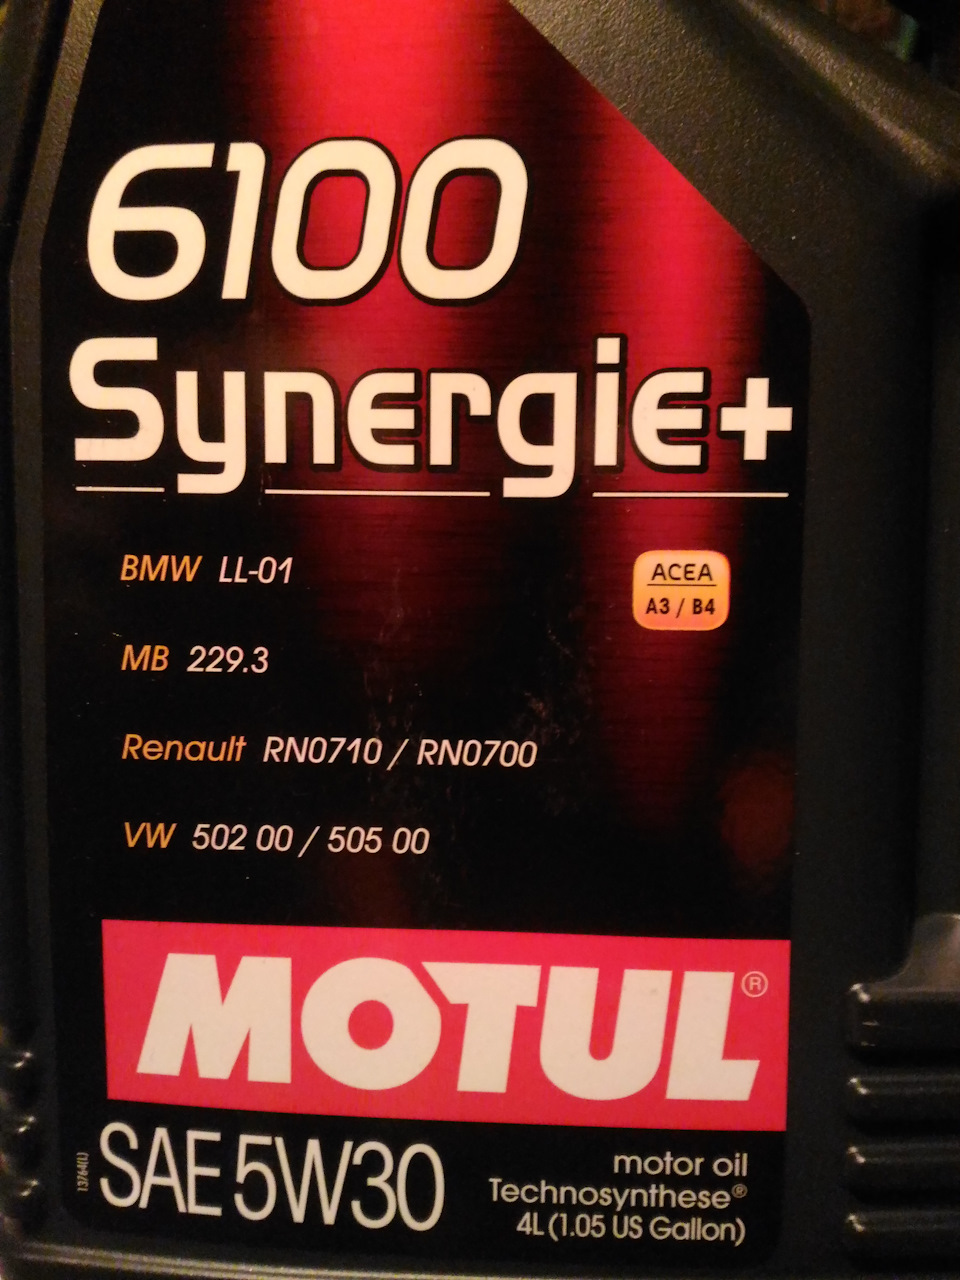 6100
Synergie+
BMW LL-01
ACEA
A3 / B4
MB 229.3
Renault RN0710 / RN0700
VW 502 00 / 505 00
MOTUL®
SAE 5W30
13764(L)
motor oil
Technosynthese®
4L (1.05 US Gallon)